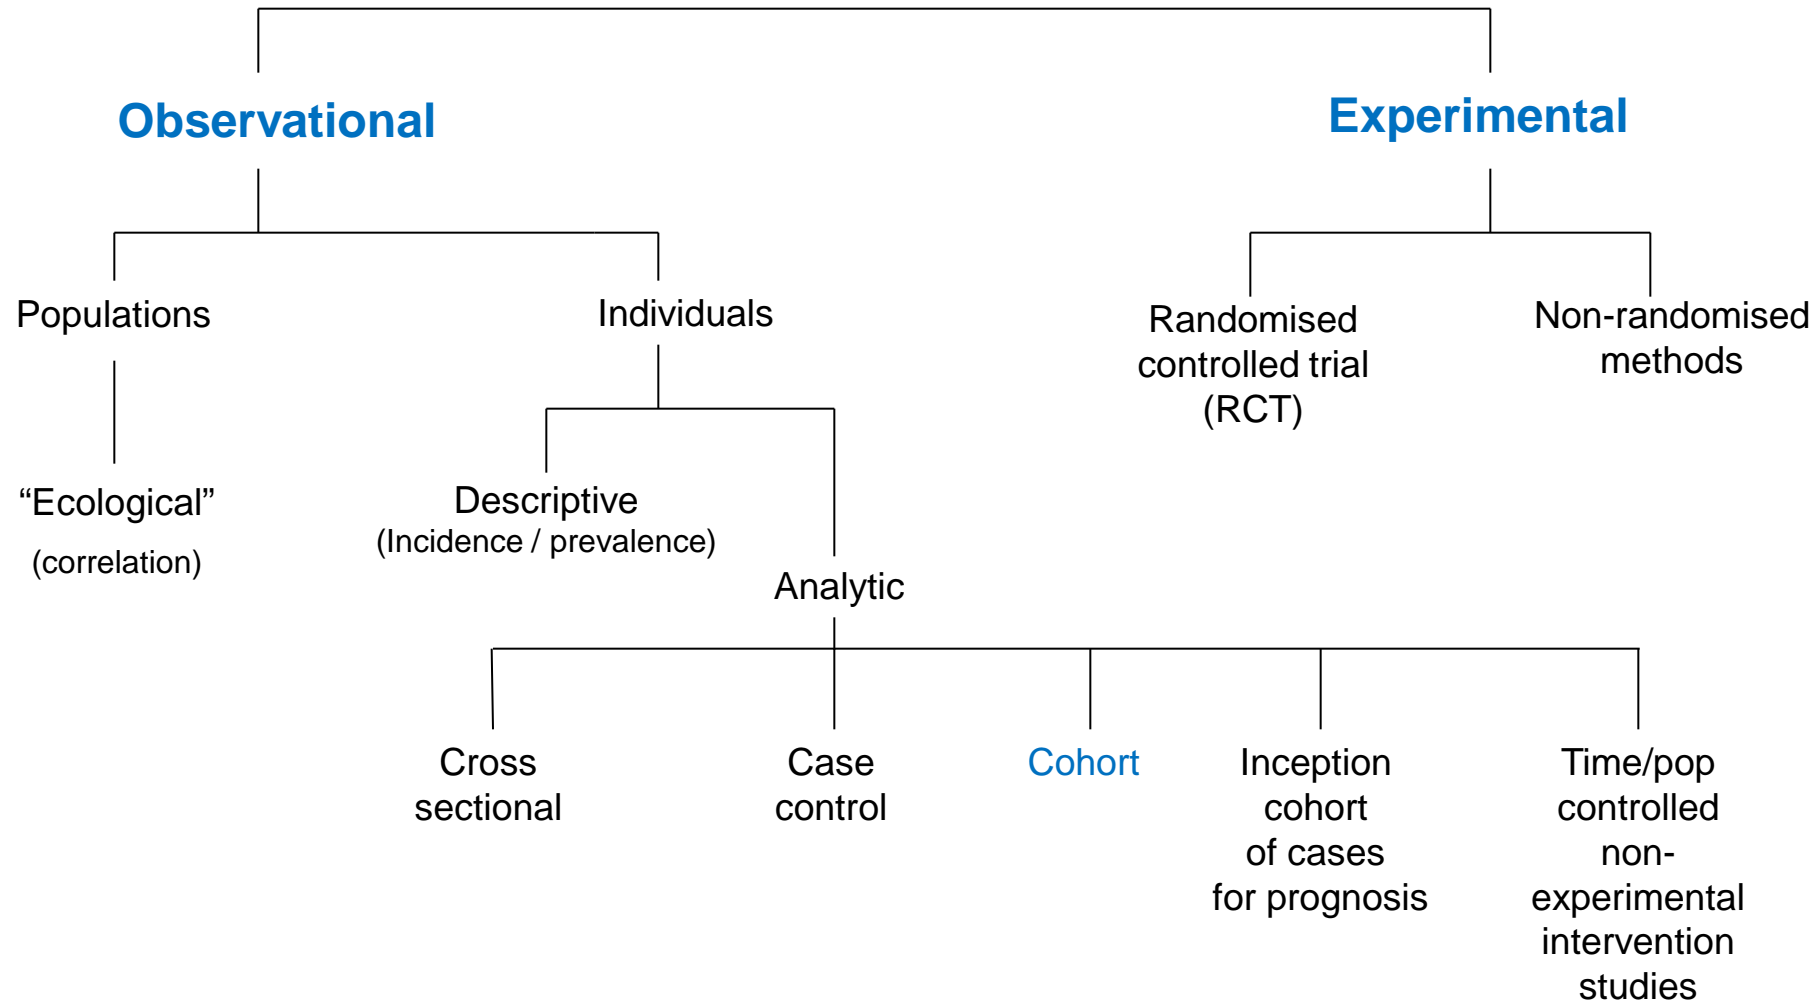 Observational
Experimental
Populations
Individuals
Randomised
controlled trial
(RCT)
Non-randomised
methods
“Ecological”
(correlation)
Descriptive
(Incidence / prevalence)
Analytic
Cross
sectional
Case
control
Cohort
Inception
cohort
of cases
for prognosis
Time/pop
controlled
non-
experimental
intervention
studies